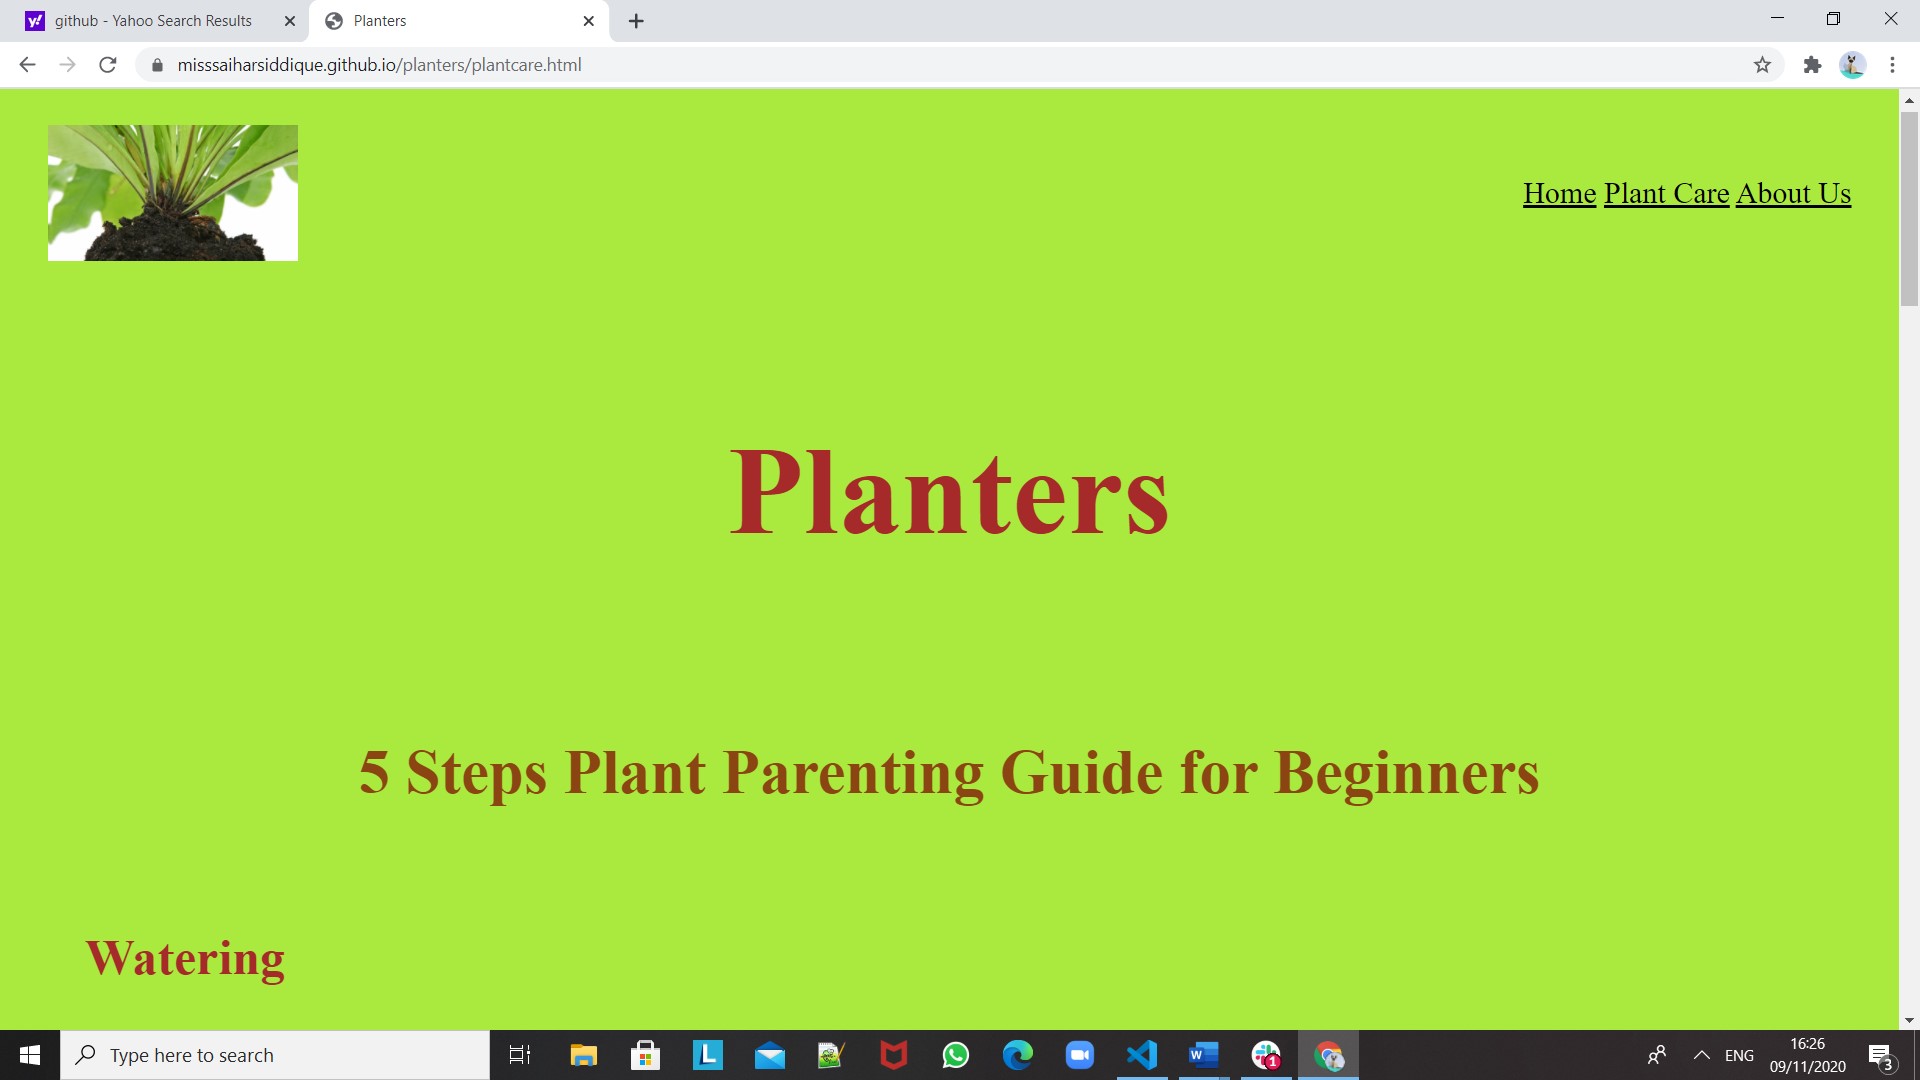 github - Yahoo Search Results
Planters
misssaiharsiddique.github.io/planters/plantcare.html
Home Plant Care About Us
Planters
5 Steps Plant Parenting Guide for Beginners
Watering
Type here to search
L
W
1
ENG
16:26
09/11/2020
3